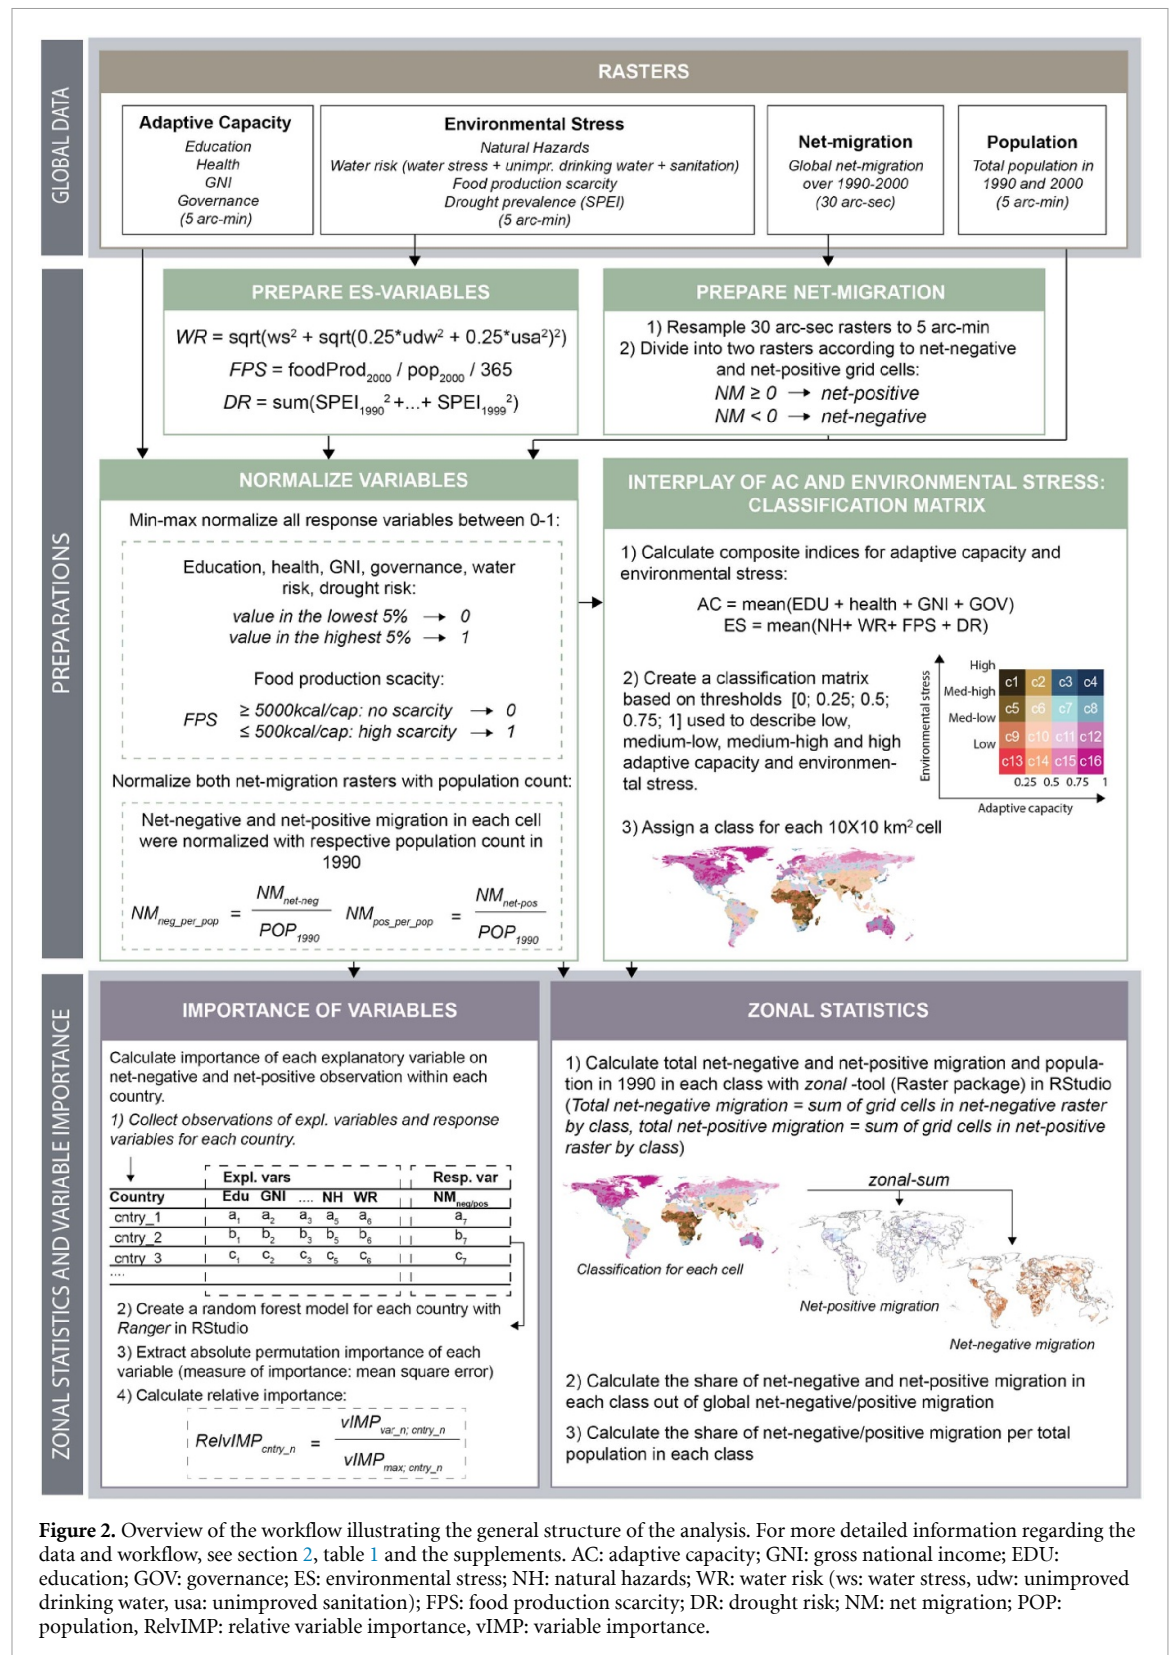 GLOBAL DATA
RASTERS
Adaptive Capacity
Education
Health
GNI
Governance
(5 arc-min)
Environmental Stress
Natural Hazards
Water risk (water stress + unimpr. drinking water + sanitation)
Food production scarcity
Drought prevalence (SPEI)
(5 arc-min)
Net-migration
Global net-migration
over 1990-2000
(30 arc-sec)
Population
Total population in
1990 and 2000
(5 arc-min)
PREPARATIONS
PREPARE ES-VARIABLES
WR = sqrt(ws² + sqrt(0.25*udw² + 0.25*usa²)²)
FPS = foodProd2000 / pop2000 / 365
DR = sum(SPEI1990² +...+ SPEI1999²)
PREPARE NET-MIGRATION
1) Resample 30 arc-sec rasters to 5 arc-min
2) Divide into two rasters according to net-negative
and net-positive grid cells:
NM ≥ 0 → net-positive
NM < 0 → net-negative
NORMALIZE VARIABLES
Min-max normalize all response variables between 0-1:
Education, health, GNI, governance, water
risk, drought risk:
value in the lowest 5% → 0
value in the highest 5% → 1
Food production scacity:
FPS
≥ 5000kcal/cap: no scarcity → 0
≤ 500kcal/cap: high scarcity → 1
Normalize both net-migration rasters with population count:
Net-negative and net-positive migration in each cell
were normalized with respective population count in
1990
NMneg_per_pop = NMnet-neg / POP1990
NMpos_per_pop = NMnet-pos / POP1990
INTERPLAY OF AC AND ENVIRONMENTAL STRESS:
CLASSIFICATION MATRIX
1) Calculate composite indices for adaptive capacity and
environmental stress:
AC = mean(EDU + health + GNI + GOV)
ES = mean(NH+ WR+ FPS + DR)
2) Create a classification matrix
based on thresholds [0; 0.25; 0.5;
0.75; 1] used to describe low,
medium-low, medium-high and high
adaptive capacity and environmen-
tal stress.
Environmental stress
High
Med-high
Med-low
Low
c1 c2 c3 c4
c5 c6 c7 c8
c9 c10 c11 c12
c13 c14 c15 c16
0.25 0.5 0.75 1
Adaptive capacity
3) Assign a class for each 10X10 km² cell
ZONAL STATISTICS AND VARIABLE IMPORTANCE
IMPORTANCE OF VARIABLES
Calculate importance of each explanatory variable on
net-negative and net-positive observation within each
country.
1) Collect observations of expl. variables and response
variables for each country.
Expl. vars Resp. var
Country Edu GNI .... NH WR NMneg/pos
cntry_1 a1 a2 a3 a5 a6 a7
cntry_2 b1 b2 b3 b5 b6 b7
cntry_3 c1 c2 c3 c5 c6 c7
....
2) Create a random forest model for each country with
Ranger in RStudio
3) Extract absolute permutation importance of each
variable (measure of importance: mean square error)
4) Calculate relative importance:
RelvIMPcntry_n = vIMPvar_n; cntry_n / vIMPmax; cntry_n
ZONAL STATISTICS
1) Calculate total net-negative and net-positive migration and popula-
tion in 1990 in each class with zonal -tool (Raster package) in RStudio
(Total net-negative migration = sum of grid cells in net-negative raster
by class, total net-positive migration = sum of grid cells in net-positive
raster by class)
zonal-sum
Classification for each cell
Net-positive migration
Net-negative migration
2) Calculate the share of net-negative and net-positive migration in
each class out of global net-negative/positive migration
3) Calculate the share of net-negative/positive migration per total
population in each class
Figure 2. Overview of the workflow illustrating the general structure of the analysis. For more detailed information regarding the
data and workflow, see section 2, table 1 and the supplements. AC: adaptive capacity; GNI: gross national income; EDU:
education; GOV: governance; ES: environmental stress; NH: natural hazards; WR: water risk (ws: water stress, udw: unimproved
drinking water, usa: unimproved sanitation); FPS: food production scarcity; DR: drought risk; NM: net migration; POP:
population, RelvIMP: relative variable importance, vIMP: variable importance.